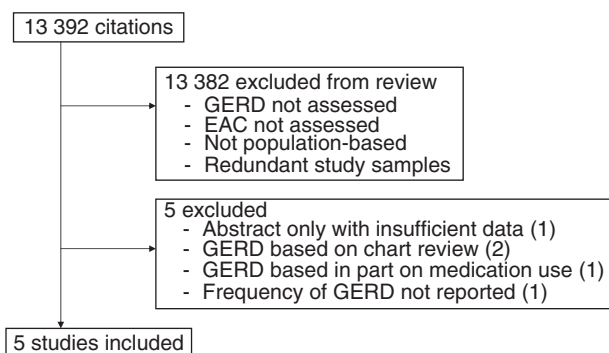 13 392 citations
13 382 excluded from review
- GERD not assessed
- EAC not assessed
- Not population-based
- Redundant study samples
5 excluded
- Abstract only with insufficient data (1)
- GERD based on chart review (2)
- GERD based in part on medication use (1)
- Frequency of GERD not reported (1)
5 studies included